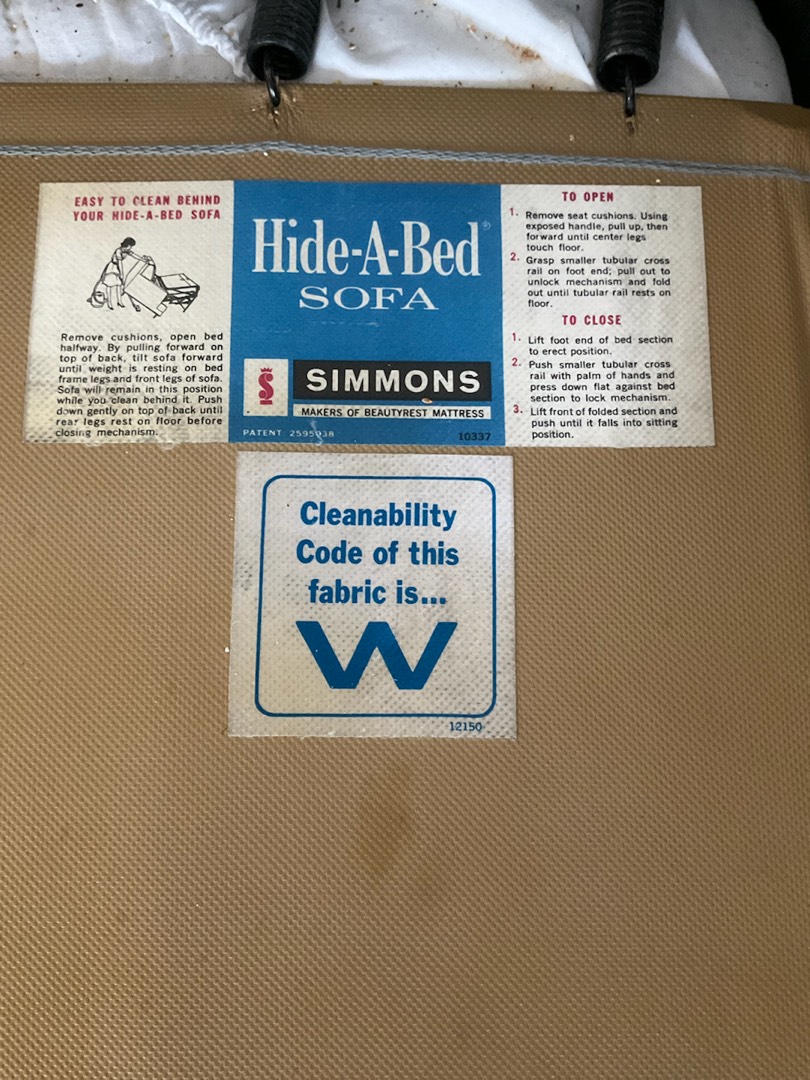 EASY TO CLEAN BEHIND
YOUR HIDE-A-BED SOFA
Remove cushions, open bed
halfway. By pulling forward on
top of back, tilt sofa forward
until weight is resting on bed
frame legs and front legs of sofa.
Sofa will remain in this position
while you clean behind it. Push
down gently on top of back until
rear legs rest on floor before
closing mechanism.
Hide-A-Bed®
SOFA
S
SIMMONS
MAKERS OF BEAUTYREST MATTRESS
PATENT 2595938
10337
TO OPEN
1. Remove seat cushions. Using
exposed handle, pull up, then
forward until center legs
touch floor.
2. Grasp smaller tubular cross
rail on foot end; pull out to
unlock mechanism and fold
out until tubular rail rests on
floor.
TO CLOSE
1. Lift foot end of bed section
to erect position.
2. Push smaller tubular cross
rail with palm of hands and
press down flat against bed
section to lock mechanism.
3. Lift front of folded section and
push until it falls into sitting
position.
Cleanability
Code of this
fabric is...
W
12150